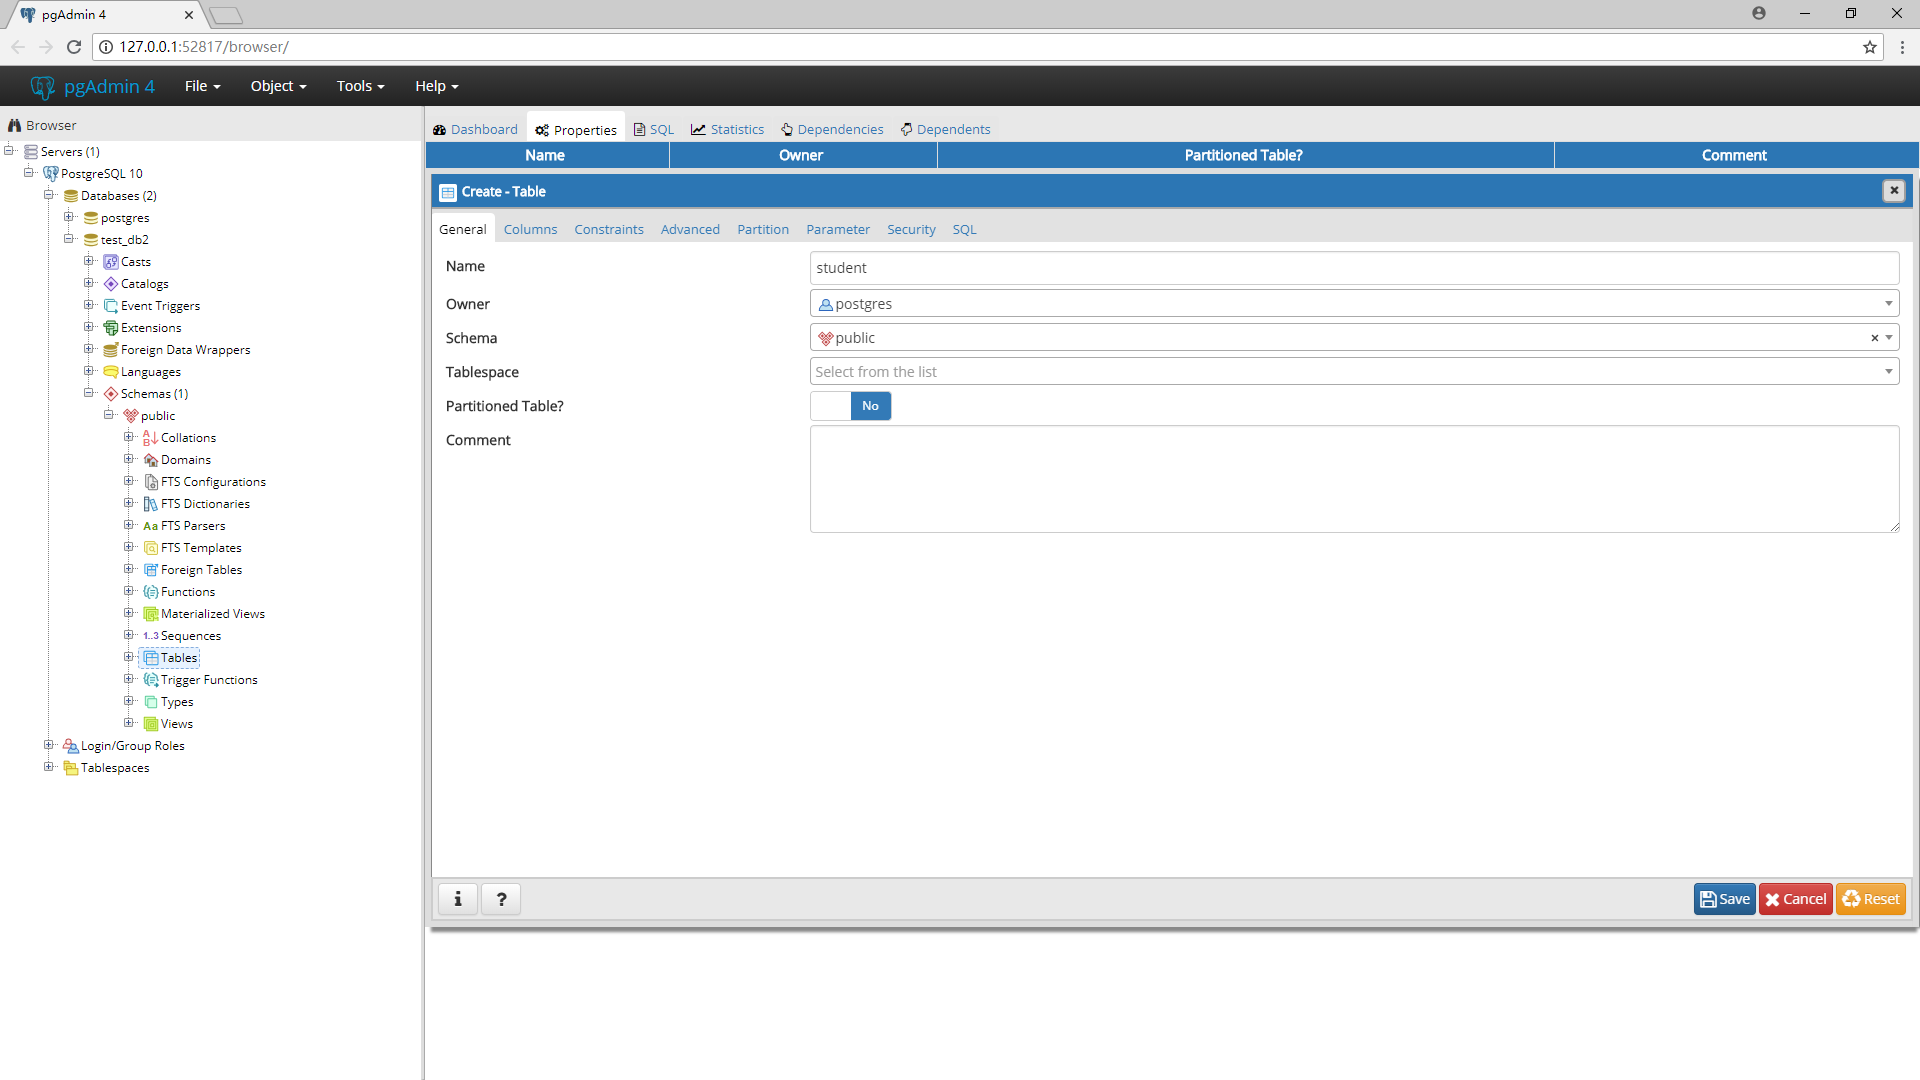 pgAdmin 4
127.0.0.1:52817/browser/
pgAdmin 4 File Object Tools Help
Browser
Servers (1)
PostgreSQL 10
Databases (2)
postgres
test_db2
Casts
Catalogs
Event Triggers
Extensions
Foreign Data Wrappers
Languages
Schemas (1)
public
Collations
Domains
FTS Configurations
FTS Dictionaries
Aa FTS Parsers
FTS Templates
Foreign Tables
Functions
Materialized Views
1..3 Sequences
Tables
Trigger Functions
Types
Views
Login/Group Roles
Tablespaces
Dashboard Properties SQL Statistics Dependencies Dependents
Name Owner Partitioned Table? Comment
Create - Table
General Columns Constraints Advanced Partition Parameter Security SQL
Name student
Owner postgres
Schema public
Tablespace Select from the list
Partitioned Table? No
Comment
i ? Save Cancel Reset